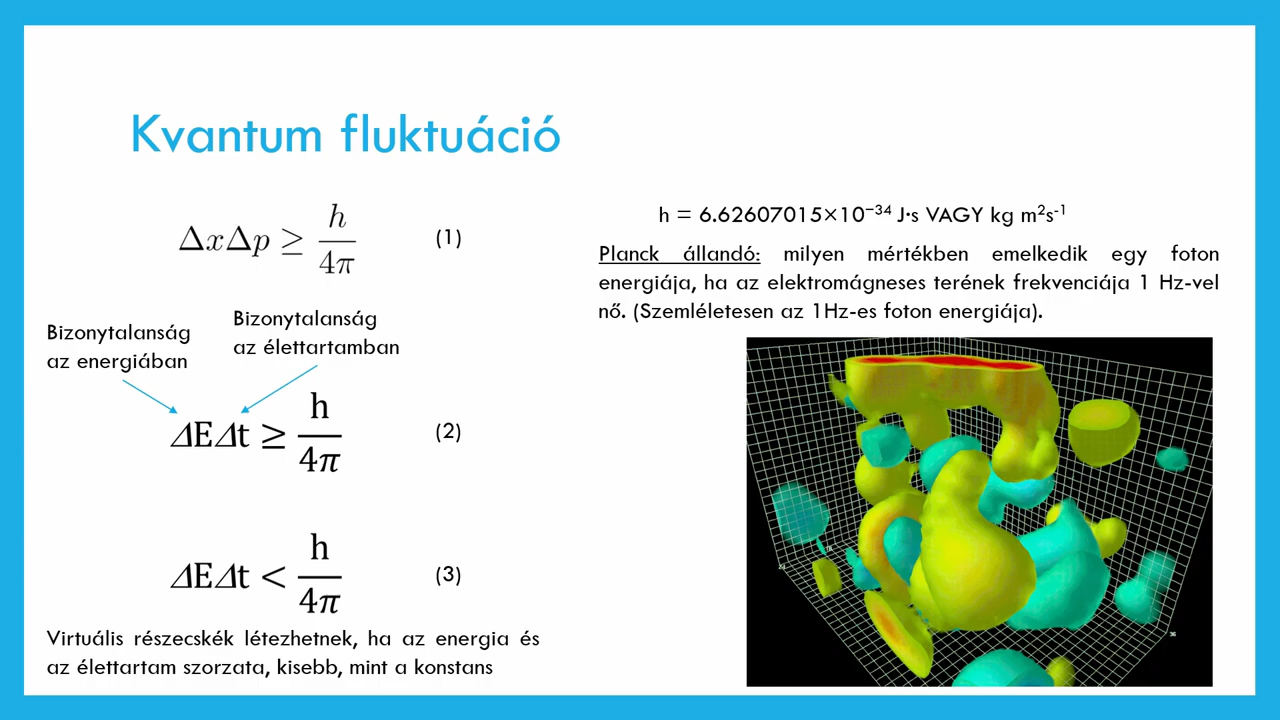 Kvantum fluktuáció
ΔxΔp ≥ h/4π (1)
Bizonytalanság
az energiában
Bizonytalanság
az élettartamban
ΔEΔt ≥ h/4π (2)
ΔEΔt < h/4π (3)
Virtuális részecskék létezhetnek, ha az energia és
az élettartam szorzata, kisebb, mint a konstans
h = 6.62607015×10⁻³⁴ J·s VAGY kg m²s⁻¹
Planck állandó: milyen mértékben emelkedik egy foton
energiája, ha az elektromágneses terének frekvenciája 1 Hz-vel
nő. (Szemléletesen az 1Hz-es foton energiája).